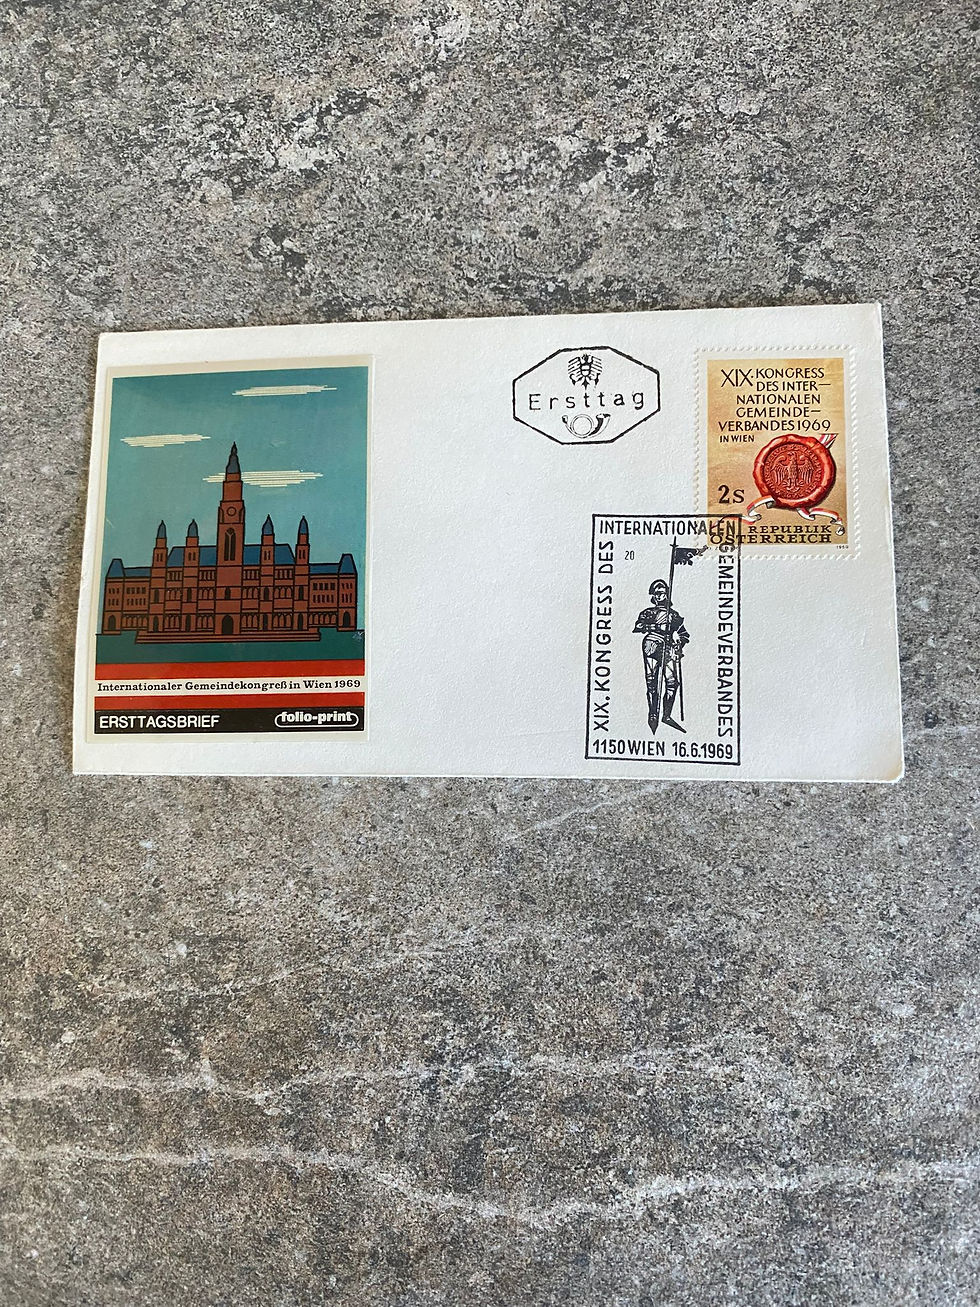 Internationaler Gemeindekongreß in Wien 1969
ERSTTAGSBRIEF
folio-print
Ersttag
XIX. KONGRESS
DES INTER-
NATIONALEN
GEMEINDE-
VERBANDES 1969
IN WIEN
2S
REPUBLIK
ÖSTERREICH
1969
XIX. KONGRESS DES
INTERNATIONALEN
GEMEINDEVERBANDES
20
1150 WIEN 16.6.1969